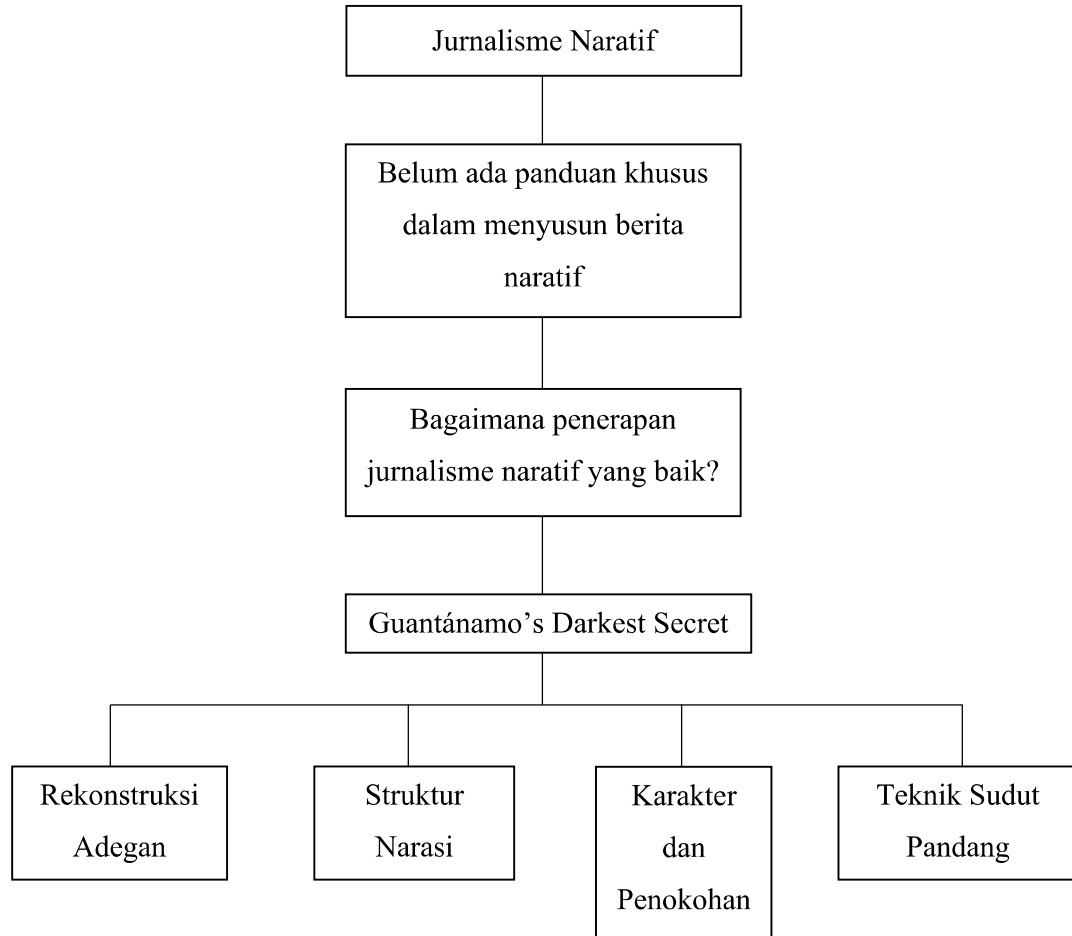 Jurnalisme Naratif
Belum ada panduan khusus
dalam menyusun berita
naratif
Bagaimana penerapan
jurnalisme naratif yang baik?
Guantánamo’s Darkest Secret
Rekonstruksi
Adegan
Struktur
Narasi
Karakter
dan
Penokohan
Teknik Sudut
Pandang